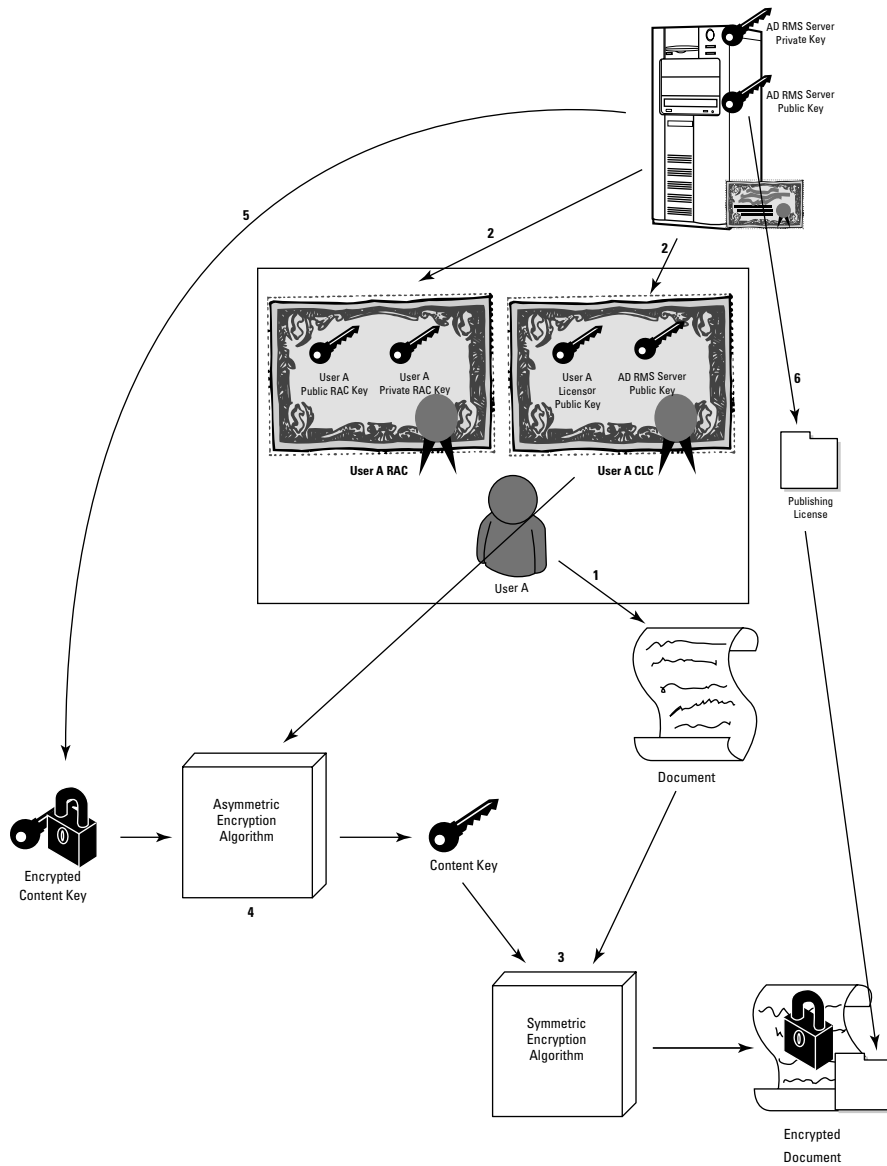 AD RMS Server
Private Key
AD RMS Server
Public Key
5
2
2
User A
Public RAC Key
User A
Private RAC Key
User A
Licensor
Public Key
AD RMS Server
Public Key
6
User A RAC
User A CLC
Publishing
License
User A
1
Document
Asymmetric
Encryption
Algorithm
Encrypted
Content Key
Content Key
4
3
Symmetric
Encryption
Algorithm
Encrypted
Document